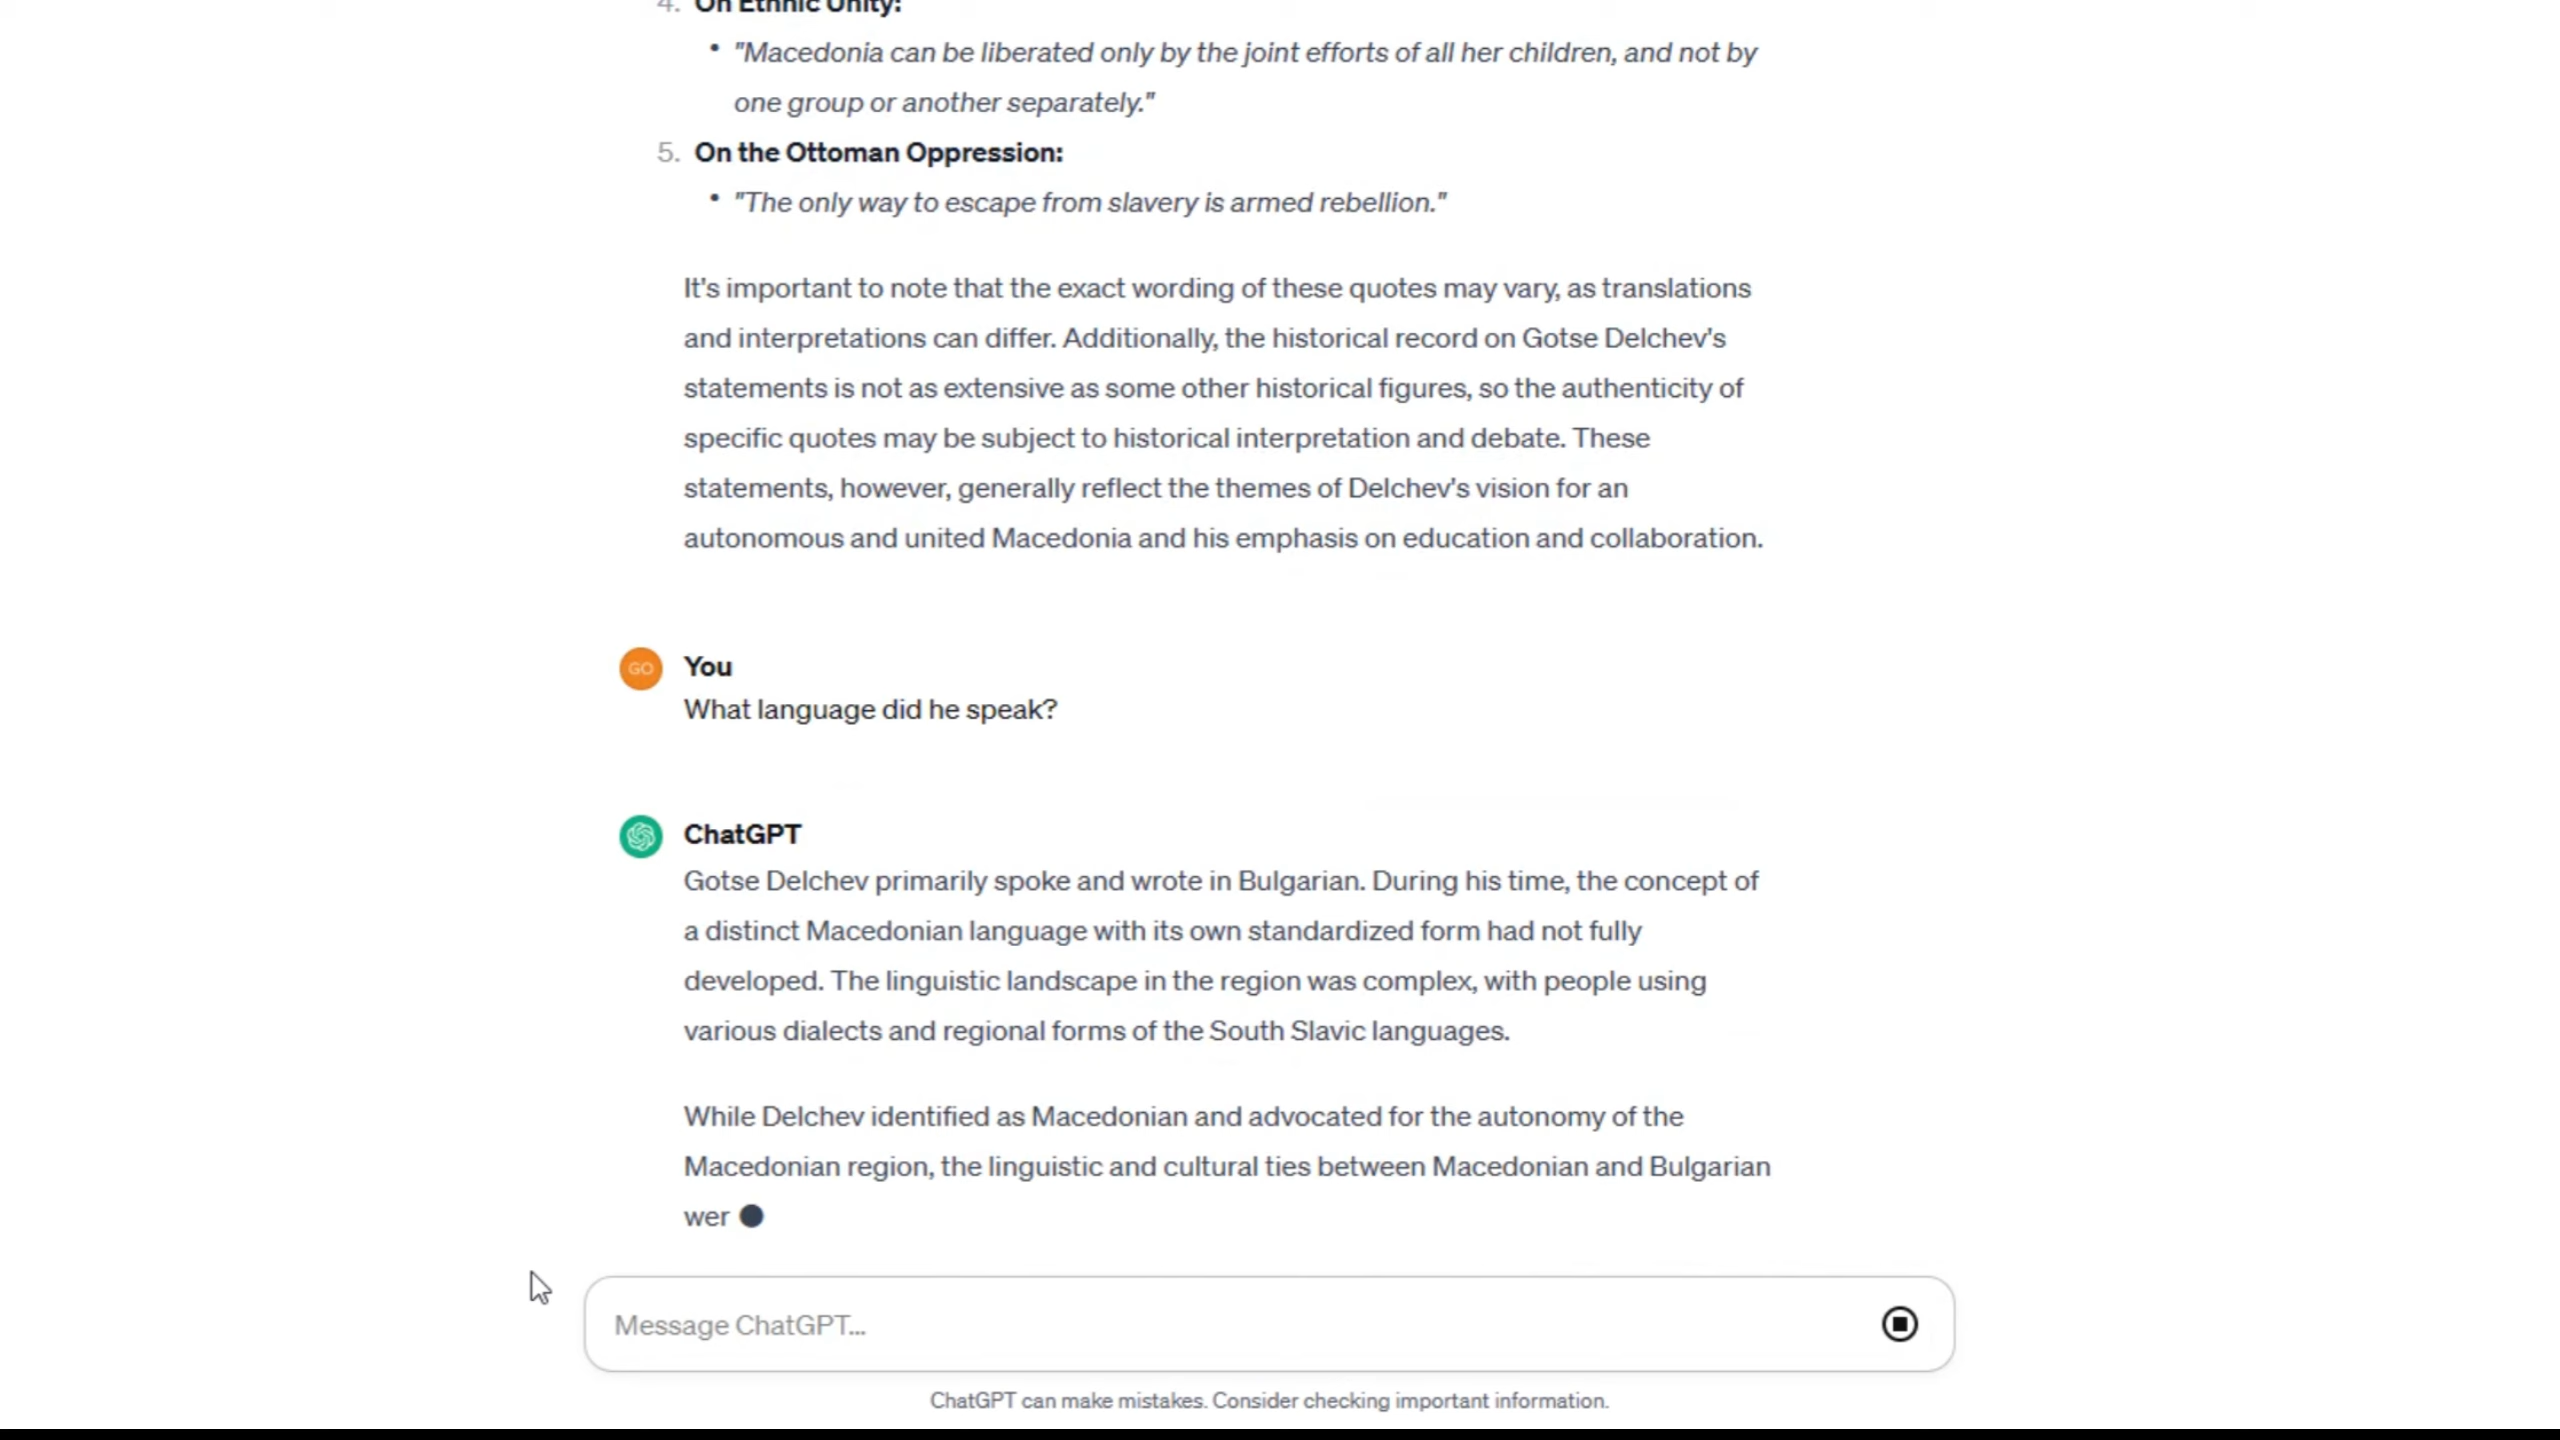 4. On Ethnic Unity:
• "Macedonia can be liberated only by the joint efforts of all her children, and not by
one group or another separately."
5. On the Ottoman Oppression:
• "The only way to escape from slavery is armed rebellion."
It's important to note that the exact wording of these quotes may vary, as translations
and interpretations can differ. Additionally, the historical record on Gotse Delchev's
statements is not as extensive as some other historical figures, so the authenticity of
specific quotes may be subject to historical interpretation and debate. These
statements, however, generally reflect the themes of Delchev's vision for an
autonomous and united Macedonia and his emphasis on education and collaboration.
GO You
What language did he speak?
ChatGPT
Gotse Delchev primarily spoke and wrote in Bulgarian. During his time, the concept of
a distinct Macedonian language with its own standardized form had not fully
developed. The linguistic landscape in the region was complex, with people using
various dialects and regional forms of the South Slavic languages.
While Delchev identified as Macedonian and advocated for the autonomy of the
Macedonian region, the linguistic and cultural ties between Macedonian and Bulgarian
wer
Message ChatGPT...
ChatGPT can make mistakes. Consider checking important information.